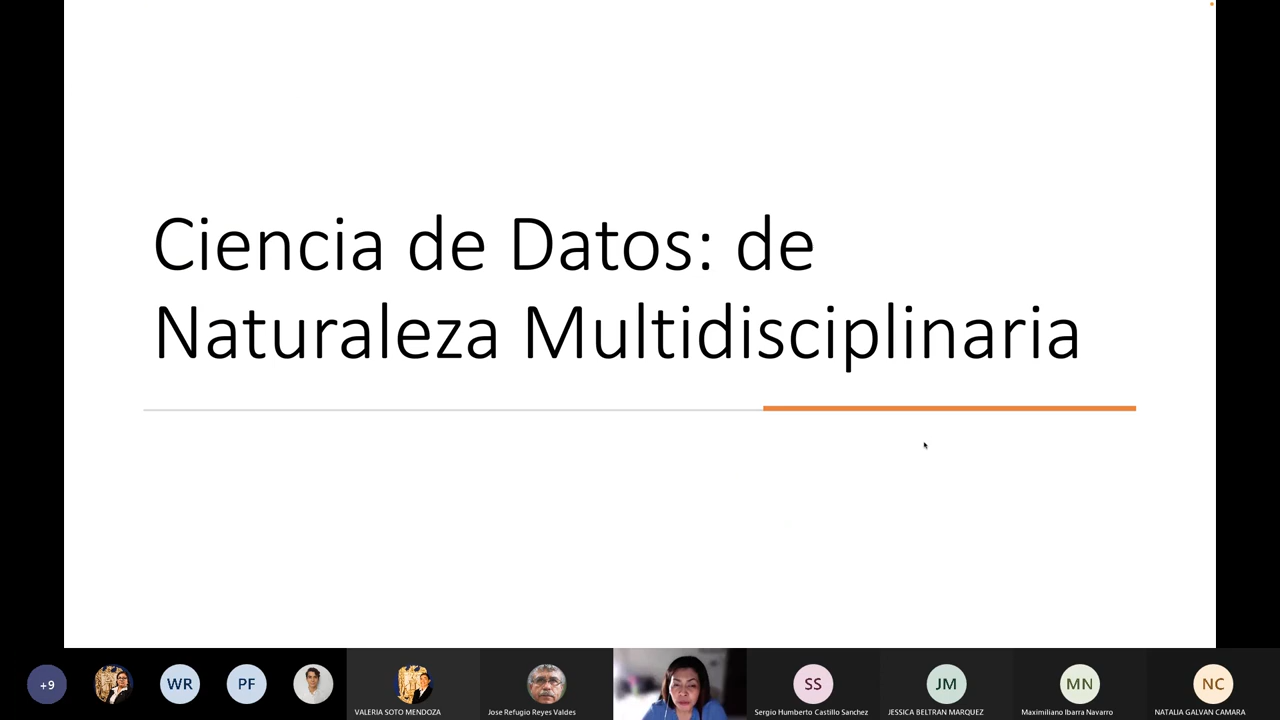 Ciencia de Datos: de
Naturaleza Multidisciplinaria
+9
WR
PF
VALERIA SOTO MENDOZA
Jose Refugio Reyes Valdes
SS
Sergio Humberto Castillo Sanchez
JM
JESSICA BELTRAN MARQUEZ
MN
Maximiliano Ibarra Navarro
NC
NATALIA GALVAN CAMARA